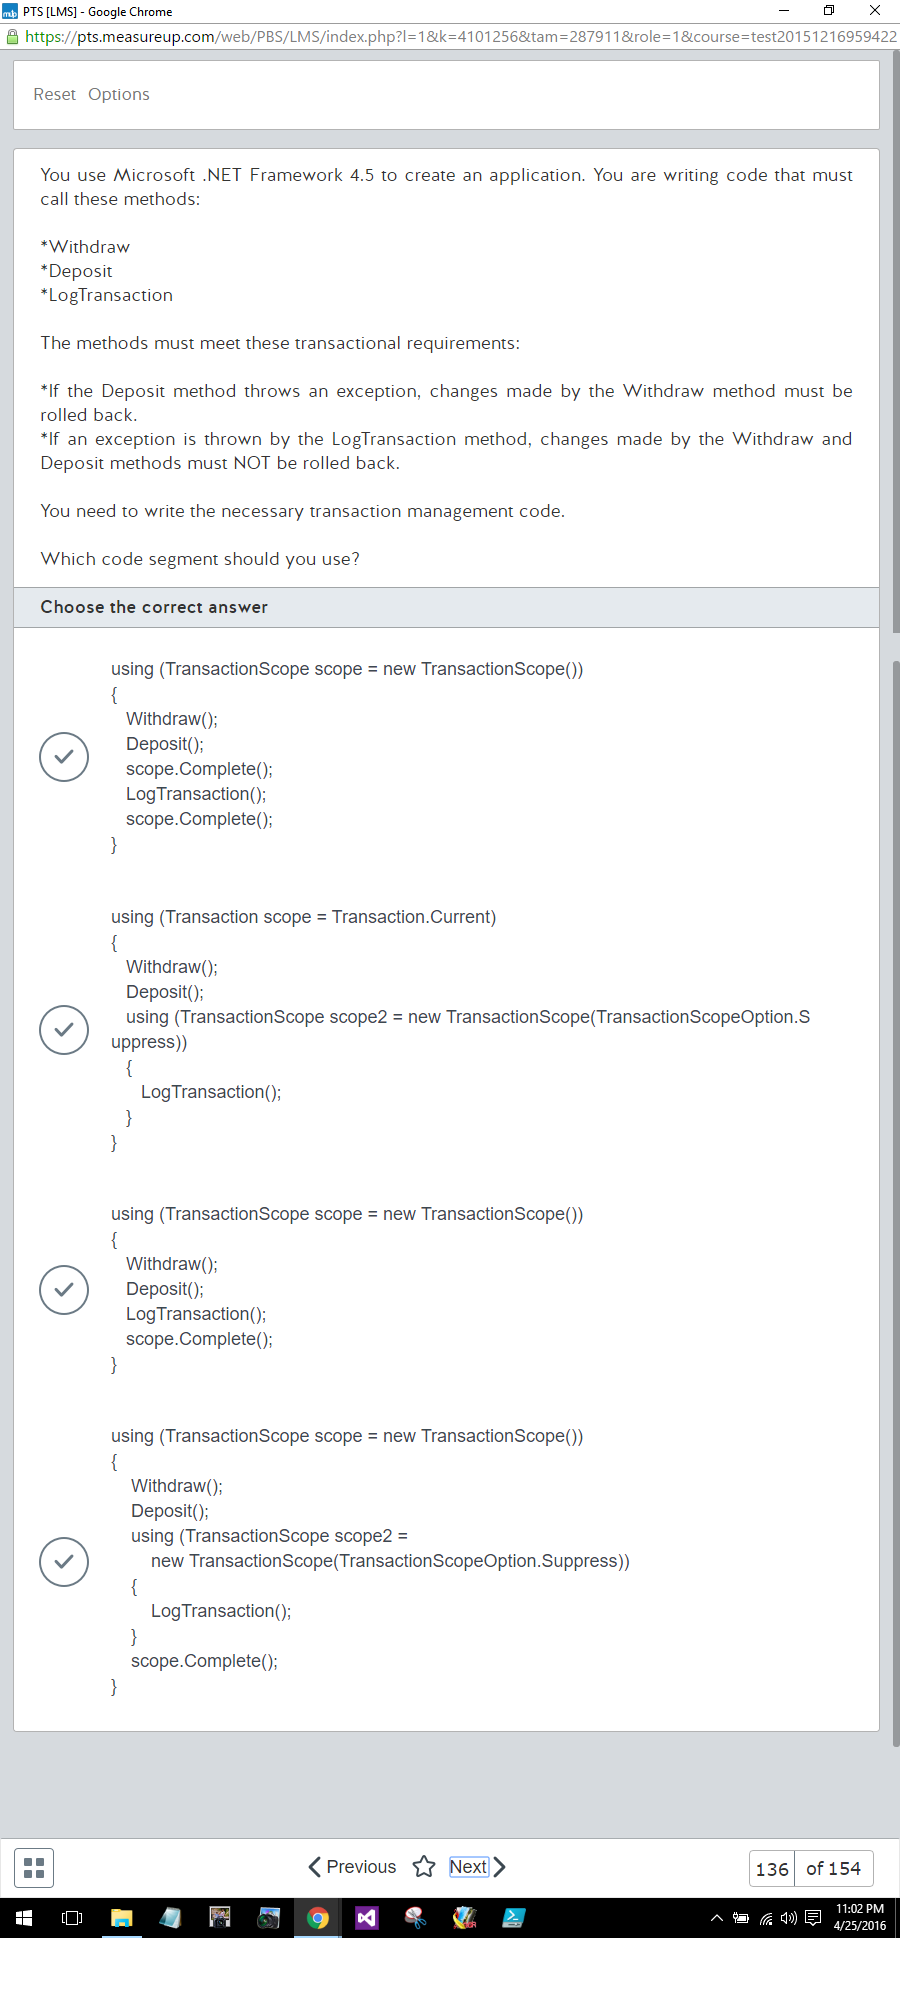 PTS [LMS] - Google Chrome
https://pts.measureup.com/web/PBS/LMS/index.php?l=1&k=4101256&tam=287911&role=1&course=test20151216959422
Reset Options
You use Microsoft .NET Framework 4.5 to create an application. You are writing code that must
call these methods:
*Withdraw
*Deposit
*LogTransaction
The methods must meet these transactional requirements:
*If the Deposit method throws an exception, changes made by the Withdraw method must be
rolled back.
*If an exception is thrown by the LogTransaction method, changes made by the Withdraw and
Deposit methods must NOT be rolled back.
You need to write the necessary transaction management code.
Which code segment should you use?
Choose the correct answer
using (TransactionScope scope = new TransactionScope())
{
Withdraw();
Deposit();
scope.Complete();
LogTransaction();
scope.Complete();
}
using (Transaction scope = Transaction.Current)
{
Withdraw();
Deposit();
using (TransactionScope scope2 = new TransactionScope(TransactionScopeOption.S
uppress))
{
LogTransaction();
}
}
using (TransactionScope scope = new TransactionScope())
{
Withdraw();
Deposit();
LogTransaction();
scope.Complete();
}
using (TransactionScope scope = new TransactionScope())
{
Withdraw();
Deposit();
using (TransactionScope scope2 =
new TransactionScope(TransactionScopeOption.Suppress))
{
LogTransaction();
}
scope.Complete();
}
Previous Next 136 of 154
11:02 PM
4/25/2016